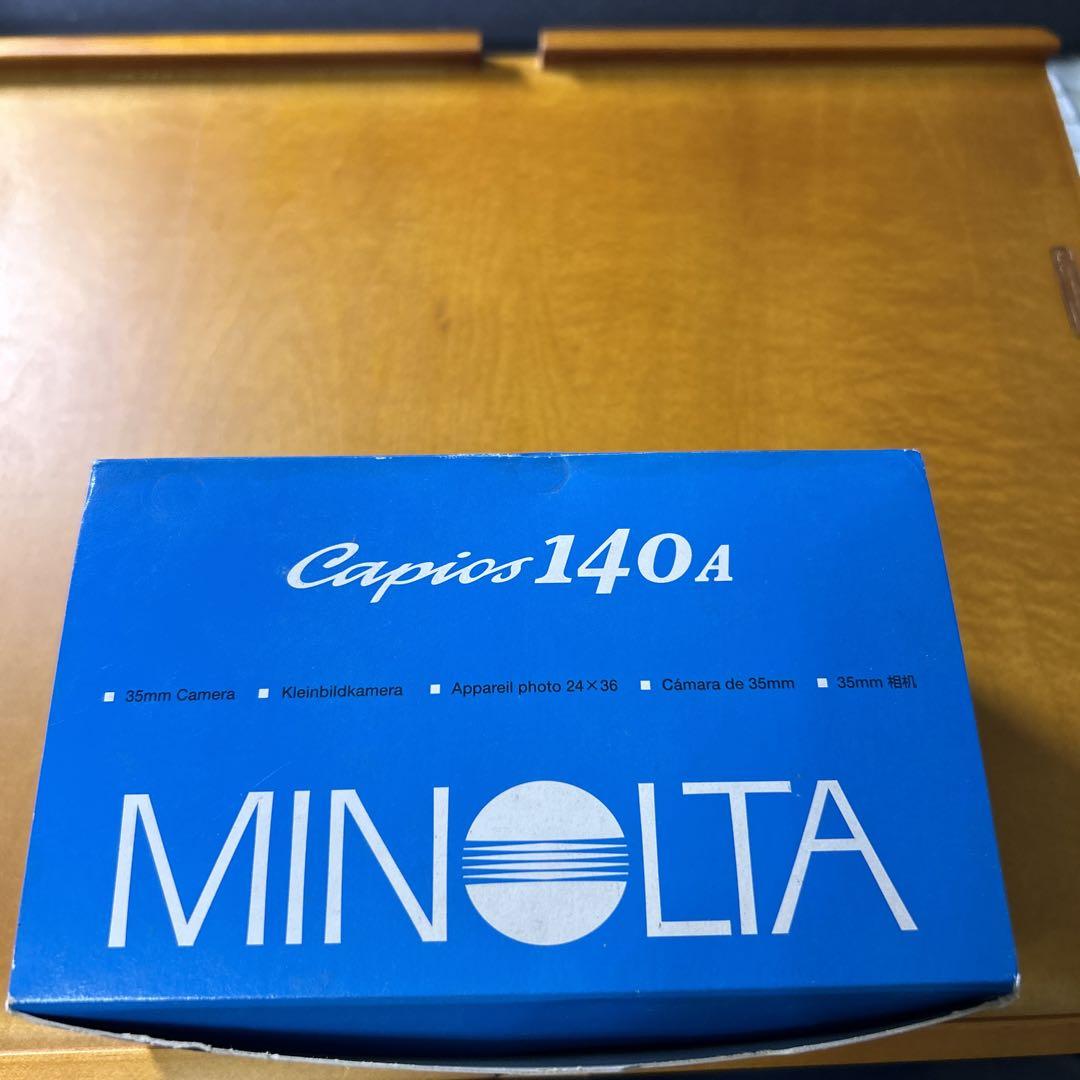 Capios 140A
35mm Camera Kleinbildkamera Appareil photo 24×36 Cámara de 35mm 35mm 相机
MINOLTA